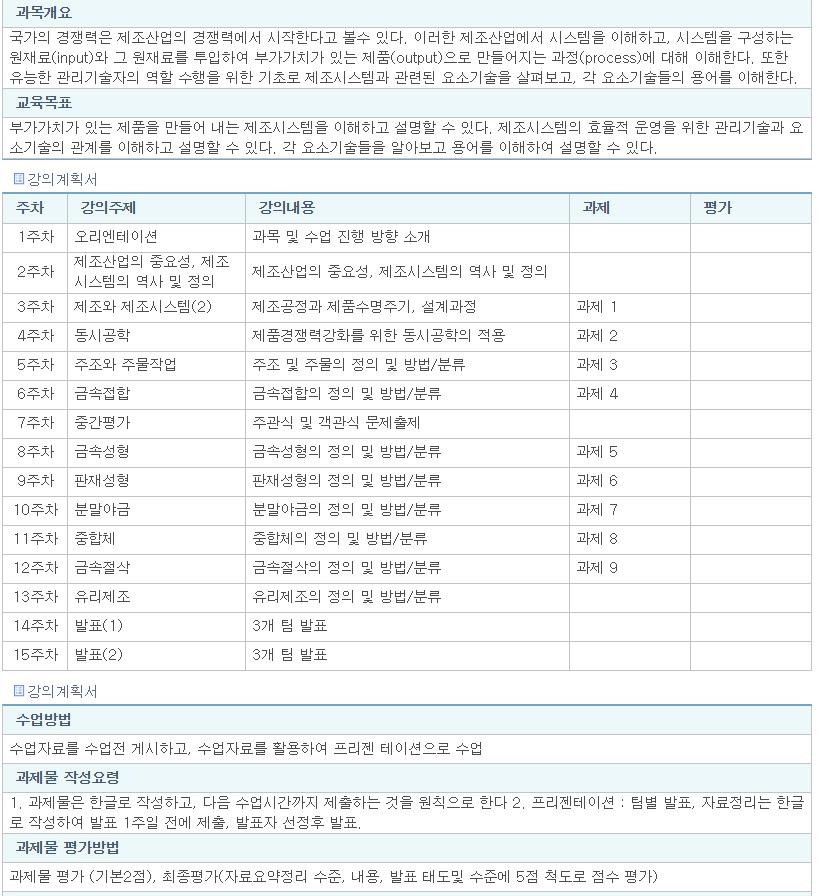 과목개요
국가의 경쟁력은 제조산업의 경쟁력에서 시작한다고 볼수 있다. 이러한 제조산업에서 시스템을 이해하고, 시스템을 구성하는
원재료(input)와 그 원재료를 투입하여 부가가치가 있는 제품(output)으로 만들어지는 과정(process)에 대해 이해한다. 또한
유능한 관리기술자의 역할 수행을 위한 기초로 제조시스템과 관련된 요소기술을 살펴보고, 각 요소기술들의 용어를 이해한다.
교육목표
부가가치가 있는 제품을 만들어 내는 제조시스템을 이해하고 설명할 수 있다. 제조시스템의 효율적 운영을 위한 관리기술과 요
소기술의 관계를 이해하고 설명할 수 있다. 각 요소기술들을 알아보고 용어를 이해하여 설명할 수 있다.
강의계획서
주차 강의주제 강의내용 과제 평가
1주차 오리엔테이션 과목 및 수업 진행 방향 소개
2주차 제조산업의 중요성, 제조
시스템의 역사 및 정의 제조산업의 중요성, 제조시스템의 역사 및 정의
3주차 제조와 제조시스템(2) 제조공정과 제품수명주기, 설계과정 과제 1
4주차 동시공학 제품경쟁력강화를 위한 동시공학의 적용 과제 2
5주차 주조와 주물작업 주조 및 주물의 정의 및 방법/분류 과제 3
6주차 금속접합 금속접합의 정의 및 방법/분류 과제 4
7주차 중간평가 주관식 및 객관식 문제출제
8주차 금속성형 금속성형의 정의 및 방법/분류 과제 5
9주차 판재성형 판재성형의 정의 및 방법/분류 과제 6
10주차 분말야금 분말야금의 정의 및 방법/분류 과제 7
11주차 중합체 중합체의 정의 및 방법/분류 과제 8
12주차 금속절삭 금속절삭의 정의 및 방법/분류 과제 9
13주차 유리제조 유리제조의 정의 및 방법/분류
14주차 발표(1) 3개 팀 발표
15주차 발표(2) 3개 팀 발표
강의계획서
수업방법
수업자료를 수업전 게시하고, 수업자료를 활용하여 프리젠 테이션으로 수업
과제물 작성요령
1. 과제물은 한글로 작성하고, 다음 수업시간까지 제출하는 것을 원칙으로 한다 2. 프리젠테이션 : 팀별 발표, 자료정리는 한글
로 작성하여 발표 1주일 전에 제출, 발표자 선정후 발표.
과제물 평가방법
과제물 평가 (기본2점), 최종평가(자료요약정리 수준, 내용, 발표 태도및 수준에 5점 척도로 점수 평가)